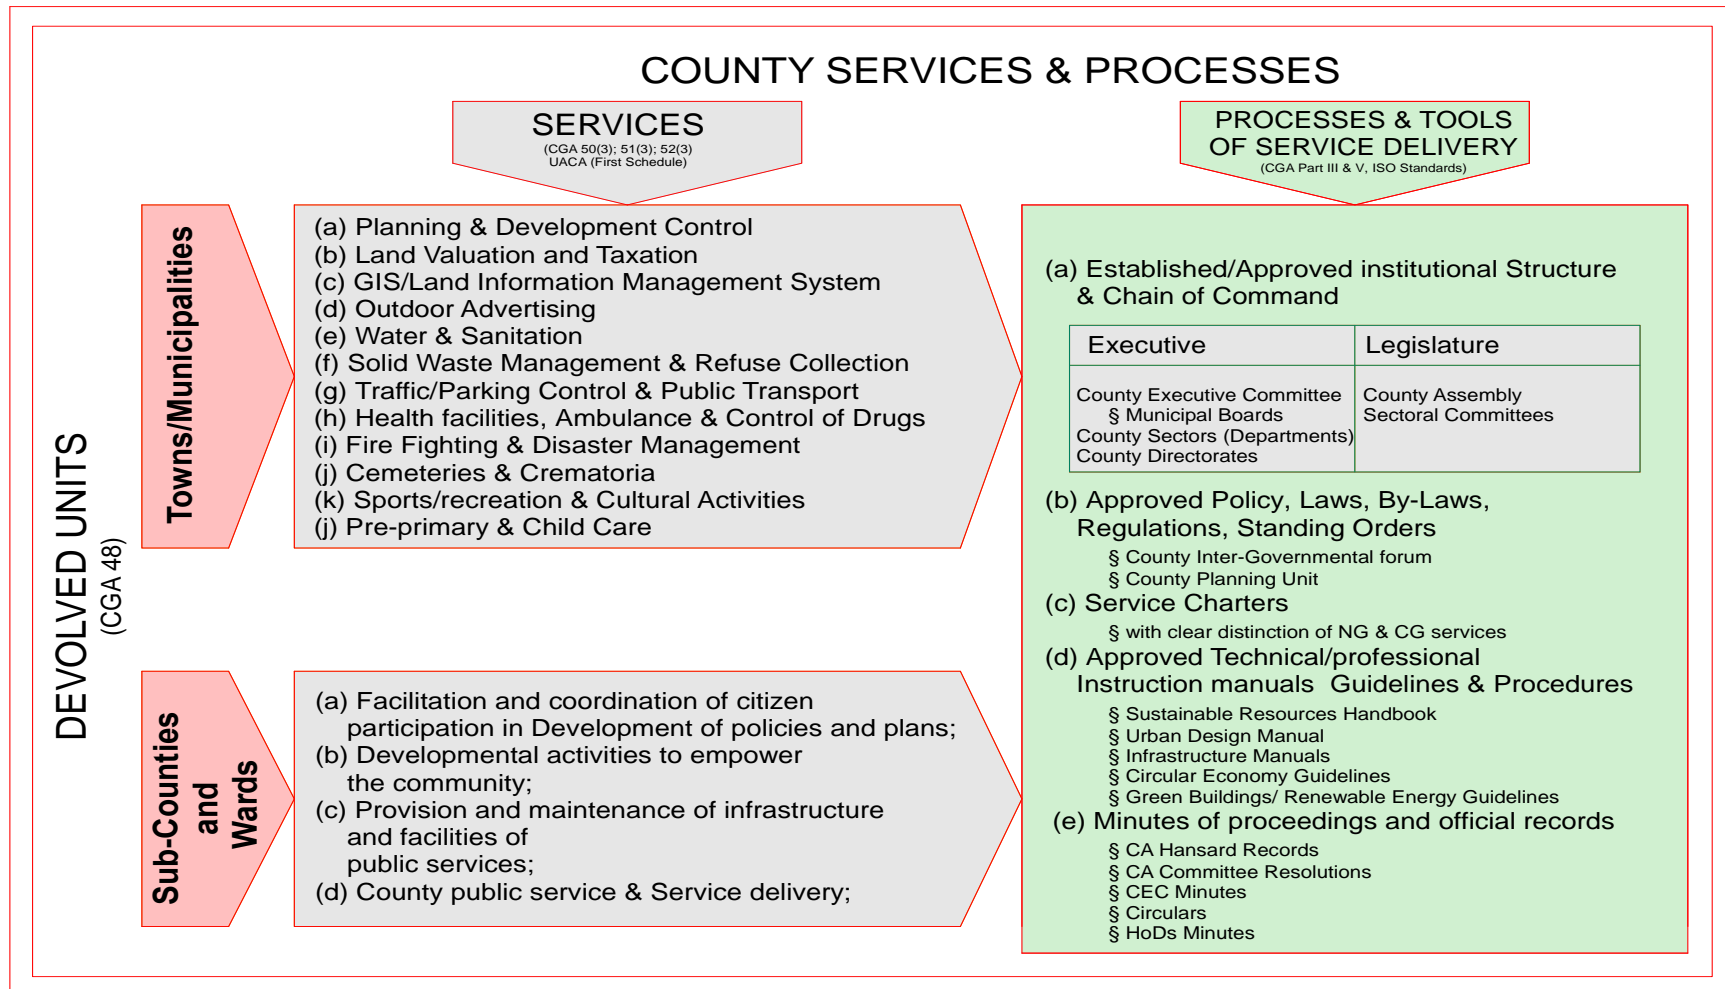 COUNTY SERVICES & PROCESSES
SERVICES
(CGA 50(3); 51(3); 52(3)
UACA (First Schedule)
PROCESSES & TOOLS
OF SERVICE DELIVERY
(CGA Part III & V, ISO Standards)
DEVOLVED UNITS
(CGA 48)
Towns/Municipalities
(a) Planning & Development Control
(b) Land Valuation and Taxation
(c) GIS/Land Information Management System
(d) Outdoor Advertising
(e) Water & Sanitation
(f) Solid Waste Management & Refuse Collection
(g) Traffic/Parking Control & Public Transport
(h) Health facilities, Ambulance & Control of Drugs
(i) Fire Fighting & Disaster Management
(j) Cemeteries & Crematoria
(k) Sports/recreation & Cultural Activities
(j) Pre-primary & Child Care
Sub-Counties
and
Wards
(a) Facilitation and coordination of citizen
participation in Development of policies and plans;
(b) Developmental activities to empower
the community;
(c) Provision and maintenance of infrastructure
and facilities of
public services;
(d) County public service & Service delivery;
(a) Established/Approved institutional Structure
& Chain of Command
Executive
Legislature
County Executive Committee
§ Municipal Boards
County Sectors (Departments)
County Directorates
County Assembly
Sectoral Committees
(b) Approved Policy, Laws, By-Laws,
Regulations, Standing Orders
§ County Inter-Governmental forum
§ County Planning Unit
(c) Service Charters
§ with clear distinction of NG & CG services
(d) Approved Technical/professional
Instruction manuals Guidelines & Procedures
§ Sustainable Resources Handbook
§ Urban Design Manual
§ Infrastructure Manuals
§ Circular Economy Guidelines
§ Green Buildings/ Renewable Energy Guidelines
(e) Minutes of proceedings and official records
§ CA Hansard Records
§ CA Committee Resolutions
§ CEC Minutes
§ Circulars
§ HoDs Minutes